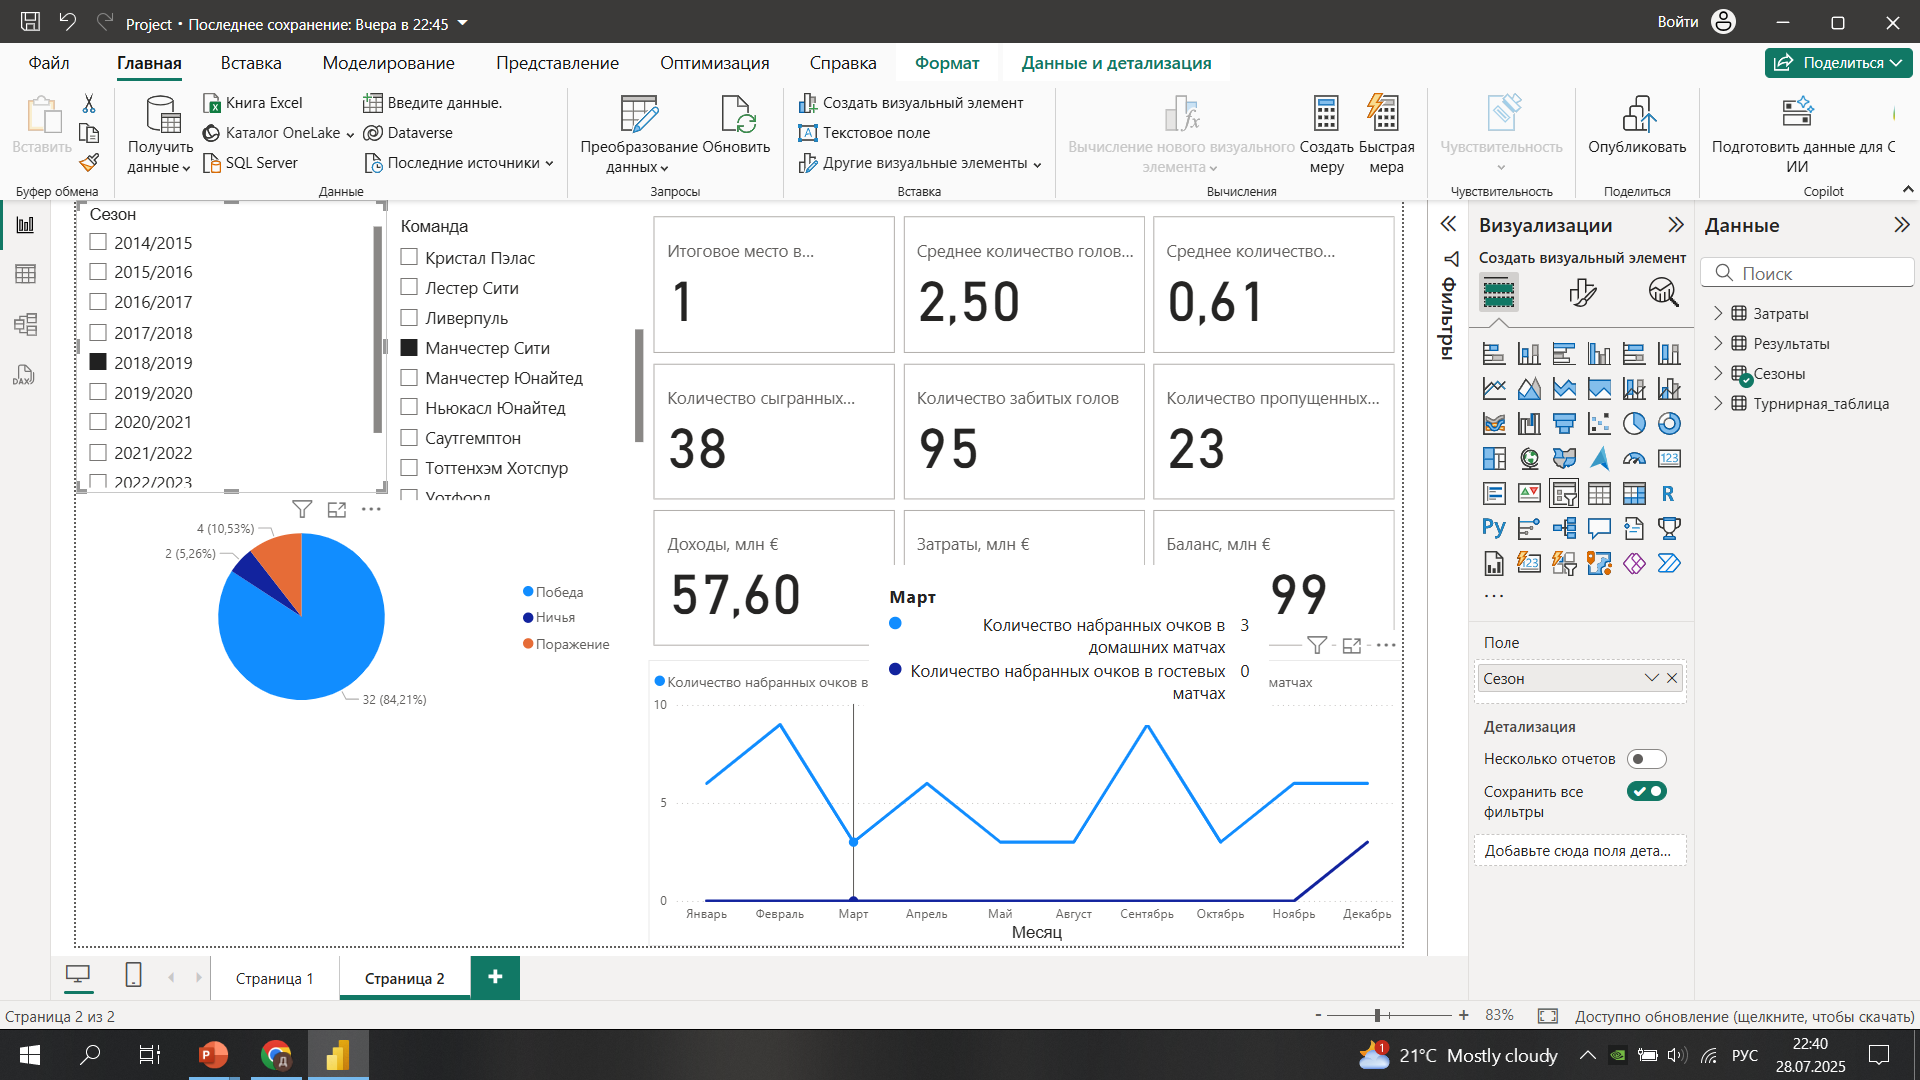 Project • Последнее сохранение: Вчера в 22:45
Войти
Файл
Главная
Вставка
Моделирование
Представление
Оптимизация
Справка
Формат
Данные и детализация
Поделиться
Вставить
Буфер обмена
Получить данные
Книга Excel
Каталог OneLake
SQL Server
Введите данные.
Dataverse
Последние источники
Данные
Преобразование данных
Обновить
Запросы
Создать визуальный элемент
Текстовое поле
Другие визуальные элементы
Вставка
Вычисление нового визуального элемента
Создать меру
Быстрая мера
Вычисления
Чувствительность
Чувствительность
Опубликовать
Поделиться
Подготовить данные для С
ИИ
Copilot
Сезон
2014/2015
2015/2016
2016/2017
2017/2018
2018/2019
2019/2020
2020/2021
2021/2022
2022/2023
Команда
Кристал Пэлас
Лестер Сити
Ливерпуль
Манчестер Сити
Манчестер Юнайтед
Ньюкасл Юнайтед
Саутгемптон
Тоттенхэм Хотспур
Уотфорд
Итоговое место в...
1
Среднее количество голов...
2,50
Среднее количество...
0,61
Количество сыгранных...
38
Количество забитых голов
95
Количество пропущенных...
23
Доходы, млн €
57,60
Затраты, млн €
Баланс, млн €
99
4 (10,53%)
2 (5,26%)
32 (84,21%)
Победа
Ничья
Поражение
Март
Количество набранных очков в домашних матчах 3
Количество набранных очков в гостевых матчах 0
Количество набранных очков в
матчах
10
5
0
Январь
Февраль
Март
Апрель
Май
Август
Сентябрь
Октябрь
Ноябрь
Декабрь
Месяц
Фильтры
Визуализации
Создать визуальный элемент
123
R
Py
123
...
Поле
Сезон
Детализация
Несколько отчетов
Сохранить все
фильтры
Добавьте сюда поля дета...
Данные
Поиск
Затраты
Результаты
Сезоны
Турнирная_таблица
DAX
Страница 1
Страница 2
+
Страница 2 из 2
- + 83%
Доступно обновление (щелкните, чтобы скачать)
1
21°C Mostly cloudy
РУС
22:40
28.07.2025